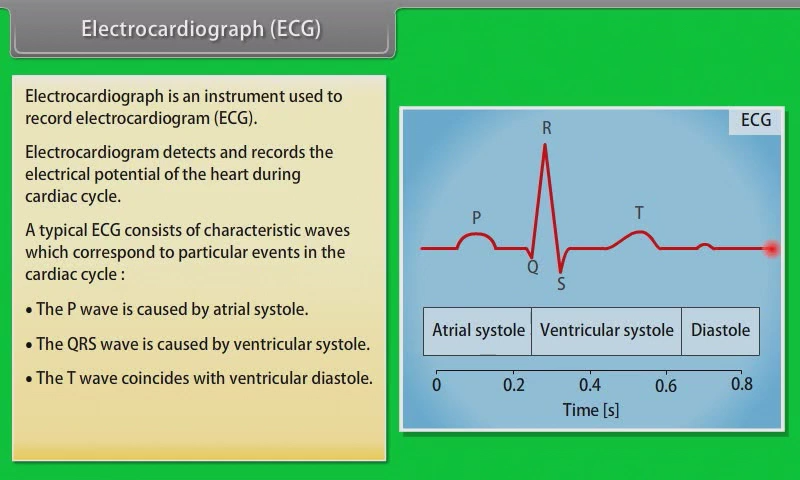 Electrocardiograph (ECG)
Electrocardiograph is an instrument used to
record electrocardiogram (ECG).
Electrocardiogram detects and records the
electrical potential of the heart during
cardiac cycle.
A typical ECG consists of characteristic waves
which correspond to particular events in the
cardiac cycle :
• The P wave is caused by atrial systole.
• The QRS wave is caused by ventricular systole.
• The T wave coincides with ventricular diastole.
ECG
R
P
T
Q
S
Atrial systole Ventricular systole Diastole
0 0.2 0.4 0.6 0.8
Time [s]